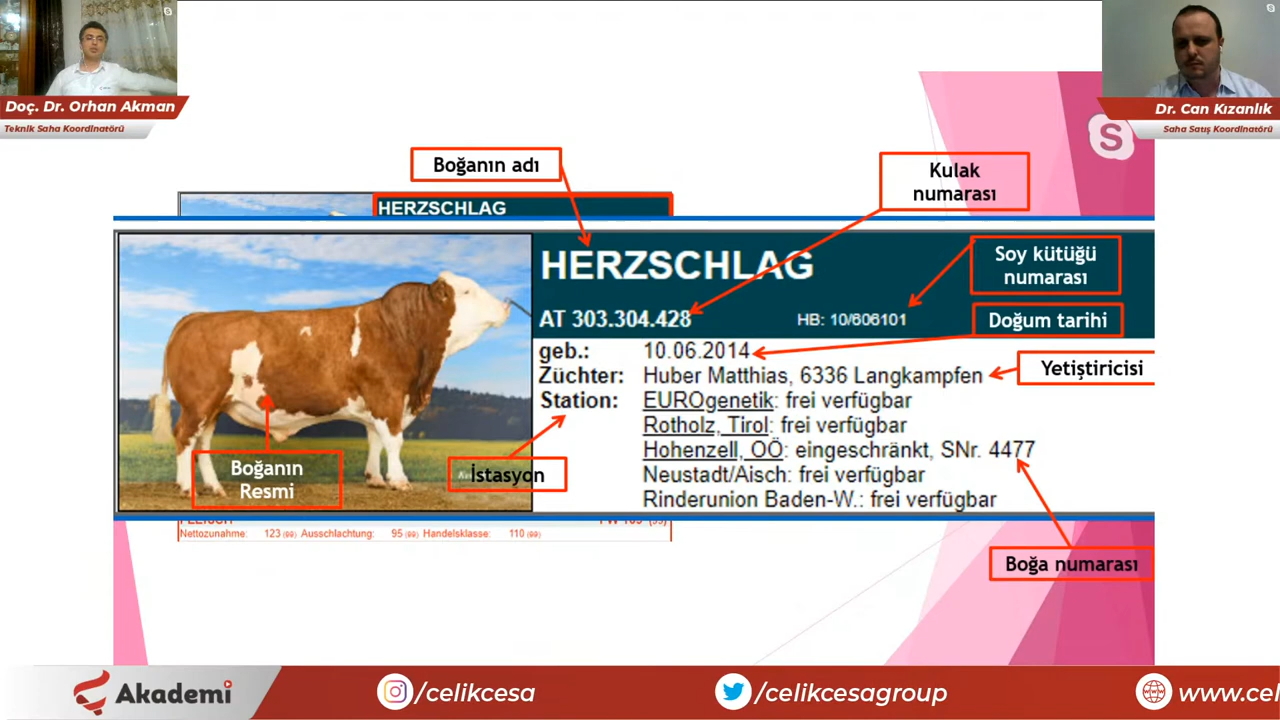 Doç. Dr. Orhan Akman
Teknik Saha Koordinatörü
Dr. Can Kızanlık
Saha Satış Koordinatörü
S
Boğanın adı
Kulak
numarası
HERZSCHLAG
HERZSCHLAG
Soy kütüğü
numarası
AT 303.304.428
HB: 10/606101
Doğum tarihi
geb.: 10.06.2014
Züchter: Huber Matthias, 6336 Langkampfen
Yetiştiricisi
Station: EUROgenetik: frei verfügbar
Rotholz, Tirol: frei verfügbar
Hohenzell, OÖ: eingeschränkt, SNr. 4477
Neustadt/Aisch: frei verfügbar
Rinderunion Baden-W.: frei verfügbar
Boğanın
Resmi
İstasyon
Nettozunahme: 123 (99) Ausschlachtung: 95 (99) Handelsklasse: 110 (99)
Boğa numarası
Akademi
/celikcesa
/celikcesagroup
www.cel